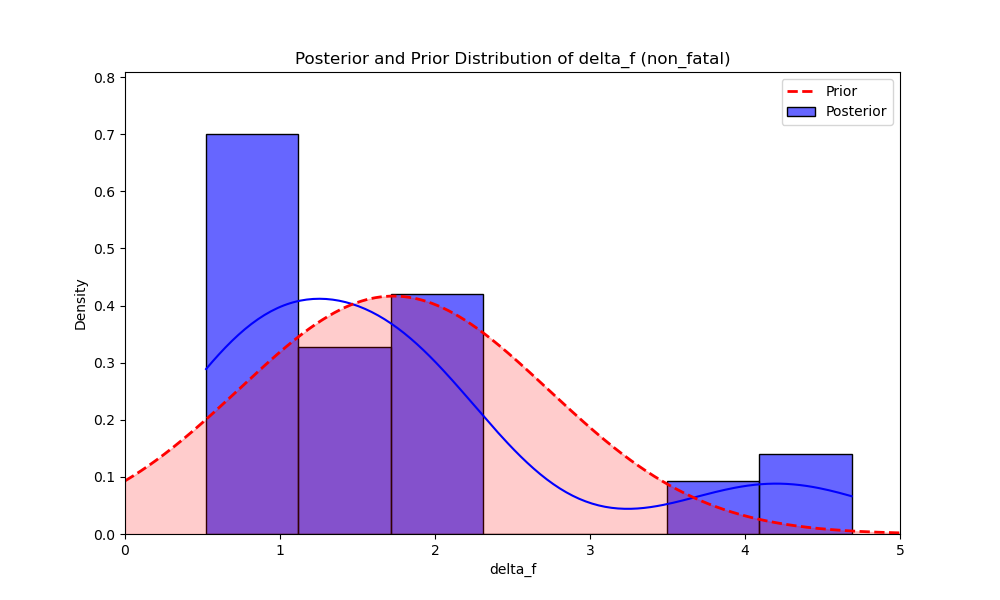 Posterior and Prior Distribution of delta_f (non_fatal)
Prior
Posterior
Density
0.8
0.7
0.6
0.5
0.4
0.3
0.2
0.1
0.0
0 1 2 3 4 5
delta_f